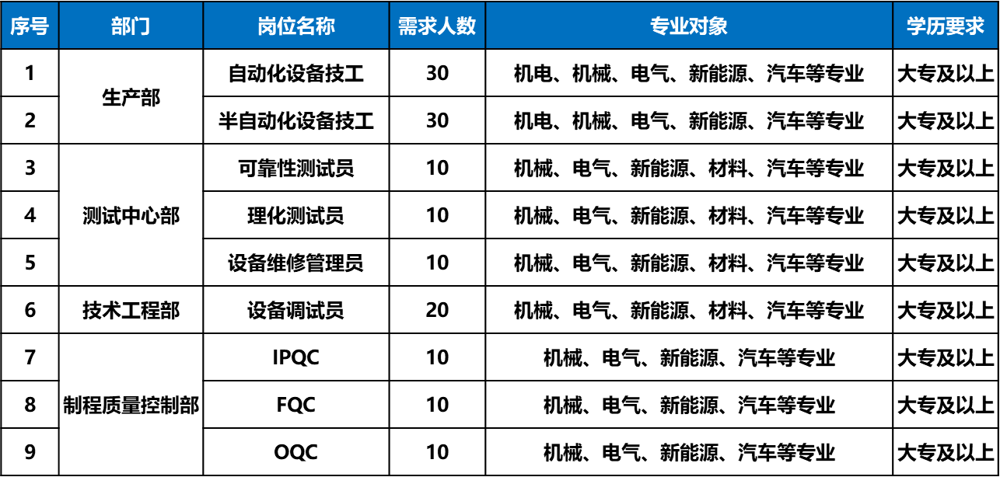 序号 部门 岗位名称 需求人数 专业对象 学历要求
1 生产部 自动化设备技工 30 机电、机械、电气、新能源、汽车等专业 大专及以上
2 半自动化设备技工 30 机电、机械、电气、新能源、汽车等专业 大专及以上
3 测试中心部 可靠性测试员 10 机械、电气、新能源、材料、汽车等专业 大专及以上
4 理化测试员 10 机械、电气、新能源、材料、汽车等专业 大专及以上
5 设备维修管理员 10 机械、电气、新能源、材料、汽车等专业 大专及以上
6 技术工程部 设备调试员 20 机械、电气、新能源、材料、汽车等专业 大专及以上
7 制程质量控制部 IPQC 10 机械、电气、新能源、汽车等专业 大专及以上
8 FQC 10 机械、电气、新能源、汽车等专业 大专及以上
9 OQC 10 机械、电气、新能源、汽车等专业 大专及以上